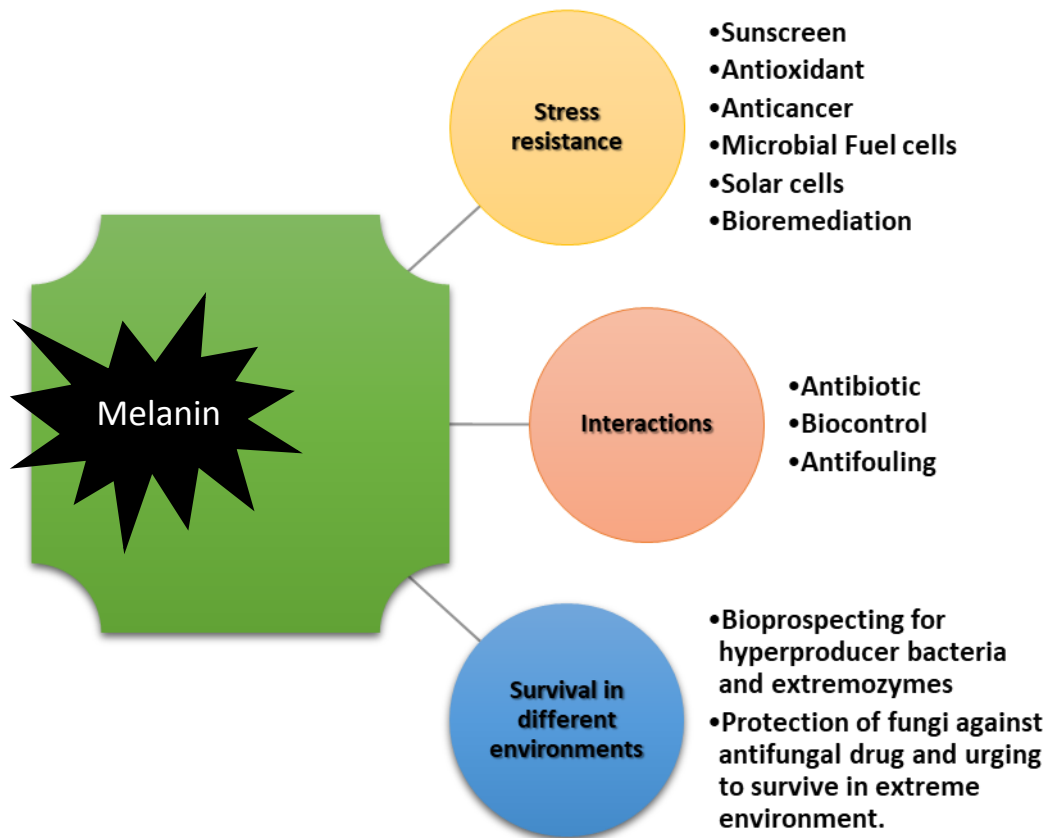 Melanin
Stress
resistance
•Sunscreen
•Antioxidant
•Anticancer
•Microbial Fuel cells
•Solar cells
•Bioremediation
Interactions
•Antibiotic
•Biocontrol
•Antifouling
Survival in
different
environments
•Bioprospecting for
hyperproducer bacteria
and extremozymes
•Protection of fungi against
antifungal drug and urging
to survive in extreme
environment.